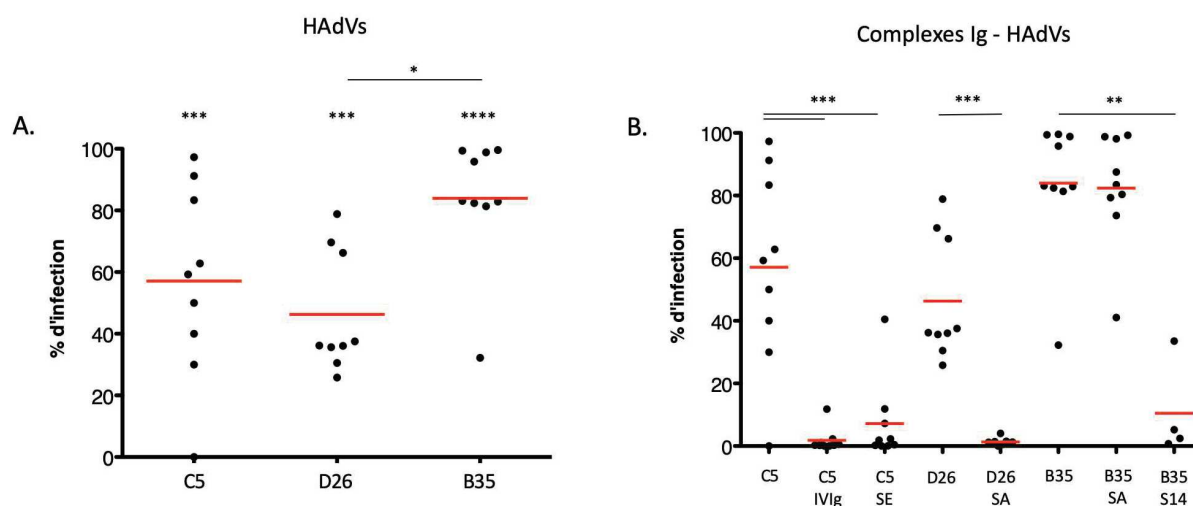 HAdVs
*
A.
*** *** ****
% d'infection
100
80
60
40
20
0
C5 D26 B35
Complexes Ig - HAdVs
B.
*** *** **
% d'infection
100
80
60
40
20
0
C5 C5 C5 D26 D26 B35 B35 B35
IVIg SE SA SA S14